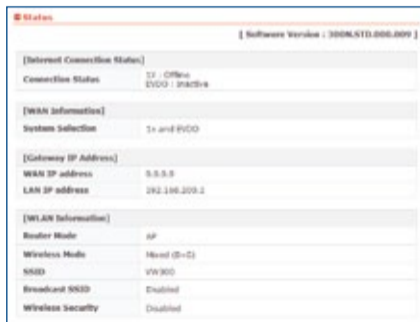 Status
[ Software Version : 300N.STD.000.009 ]
[Internet Connection Status]
Connection Status
1X : Offline
EVDO : Inactive
[WAN Information]
System Selection 1x and EVDO
[Gateway IP Address]
WAN IP address 0.0.0.0
LAN IP address 192.168.200.1
[WLAN Information]
Router Mode AP
Wireless Mode Mixed (B+G)
SSID VW300
Broadcast SSID Enabled
Wireless Security Disabled